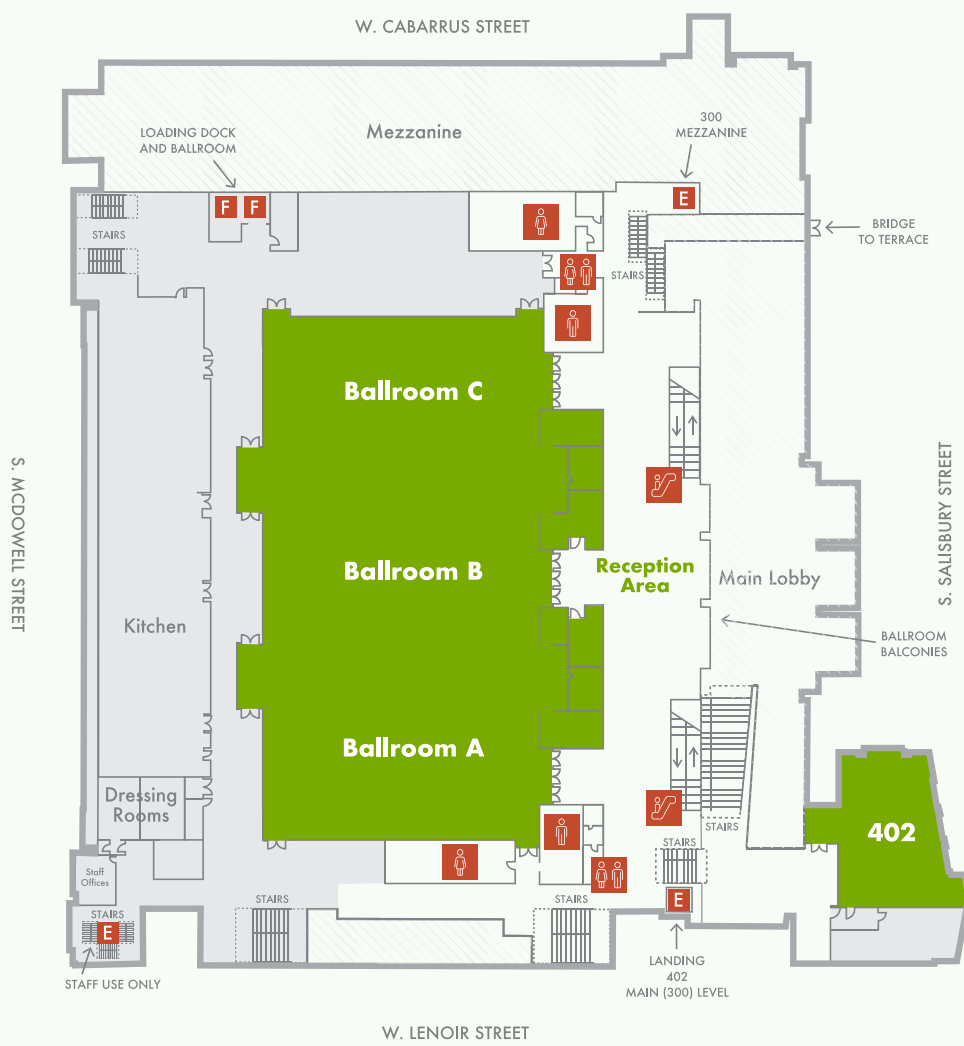 W. CABARRUS STREET
LOADING DOCK
AND BALLROOM
Mezzanine
300
MEZZANINE
F F
E
STAIRS
BRIDGE
TO TERRACE
STAIRS
Ballroom C
S. MCDOWELL STREET
S. SALISBURY STREET
Ballroom B
Reception
Area
Main Lobby
Kitchen
BALLROOM
BALCONIES
Ballroom A
Dressing
Rooms
402
STAIRS
STAIRS
Staff
Offices
STAIRS
STAIRS
STAIRS
E
E
STAFF USE ONLY
LANDING
402
MAIN (300) LEVEL
W. LENOIR STREET